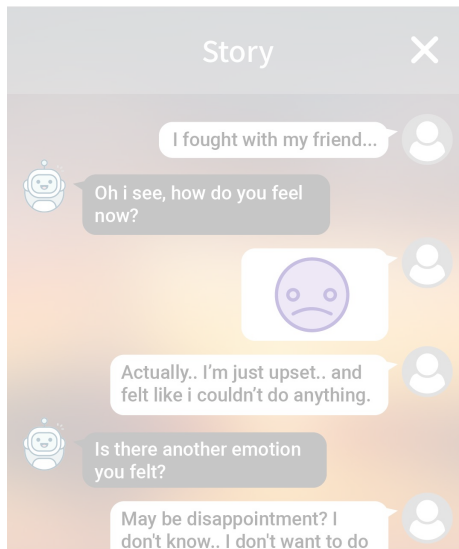 Story
I fought with my friend...
Oh i see, how do you feel
now?
Actually.. I'm just upset.. and
felt like i couldn't do anything.
Is there another emotion
you felt?
May be disappointment? I
don't know.. I don't want to do